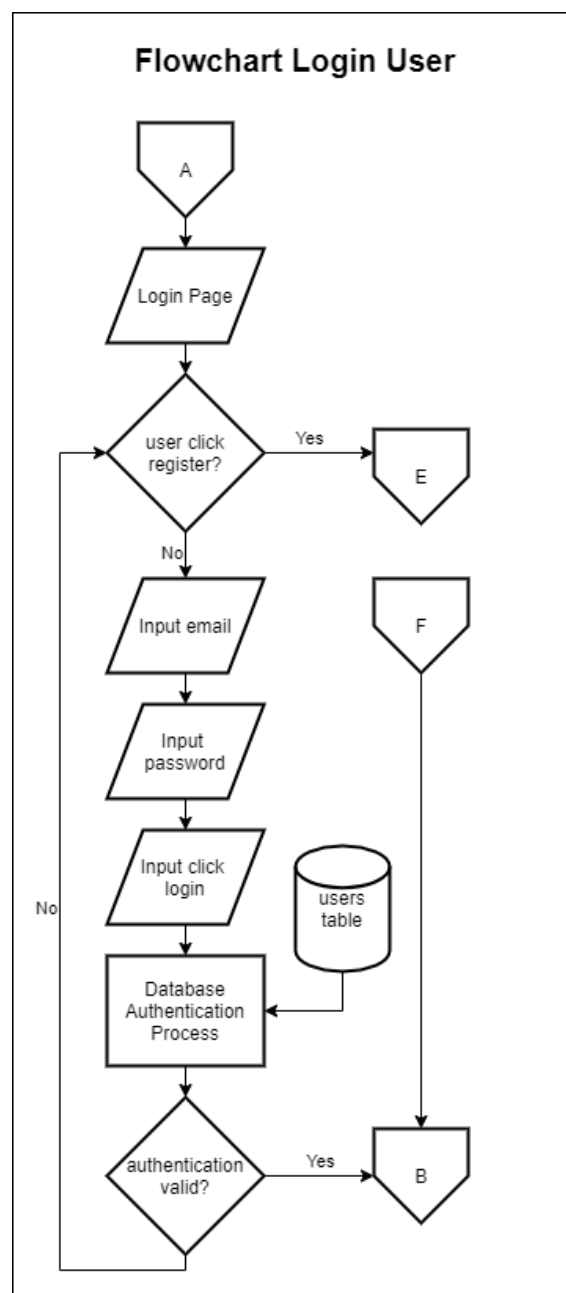 Flowchart Login User
A
Login Page
user click
register?
Yes
E
No
Input email
F
Input
password
Input click
login
users
table
No
Database
Authentication
Process
authentication
valid?
Yes
B